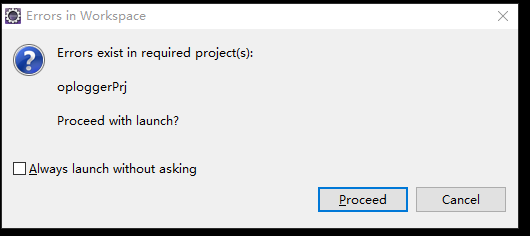 Errors in Workspace
Errors exist in required project(s):
oploggerPrj
Proceed with launch?
Always launch without asking
Proceed
Cancel